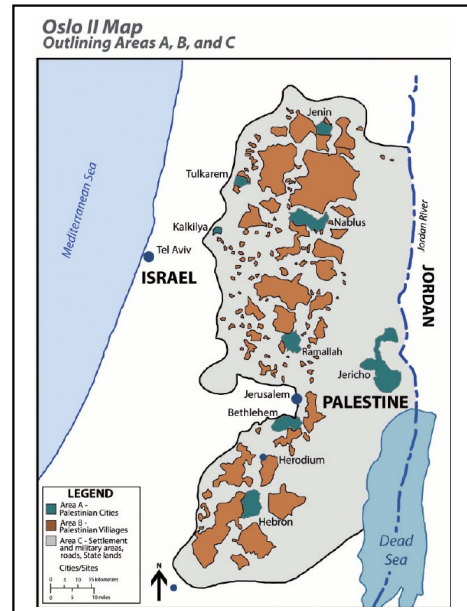 Oslo II Map
Outlining Areas A, B, and C
Jenin
Tulkarem
Mediterranean Sea
Nablus
Kalkilya
Jordan River
Tel Aviv
ISRAEL
JORDAN
Ramallah
Jericho
Jerusalem
PALESTINE
Bethlehem
Herodium
LEGEND
Area A -
Palestinian Cities
Area B -
Palestinian Villiages
Area C - Settlement
and military areas,
roads, State lands
Cities/Sites
0 5 10 15 kilometers
0 5 10 miles
N
Hebron
Dead
Sea